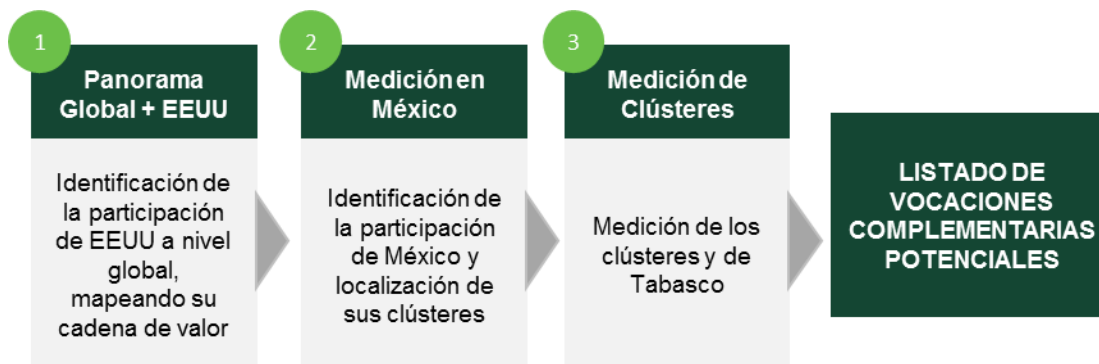 1
Panorama
Global + EEUU
Identificación de
la participación
de EEUU a nivel
global,
mapeando su
cadena de valor
2
Medición en
México
Identificación de
la participación
de México y
localización de
sus clústeres
3
Medición de
Clústeres
Medición de los
clústeres y de
Tabasco
LISTADO DE
VOCACIONES
COMPLEMENTARIAS
POTENCIALES